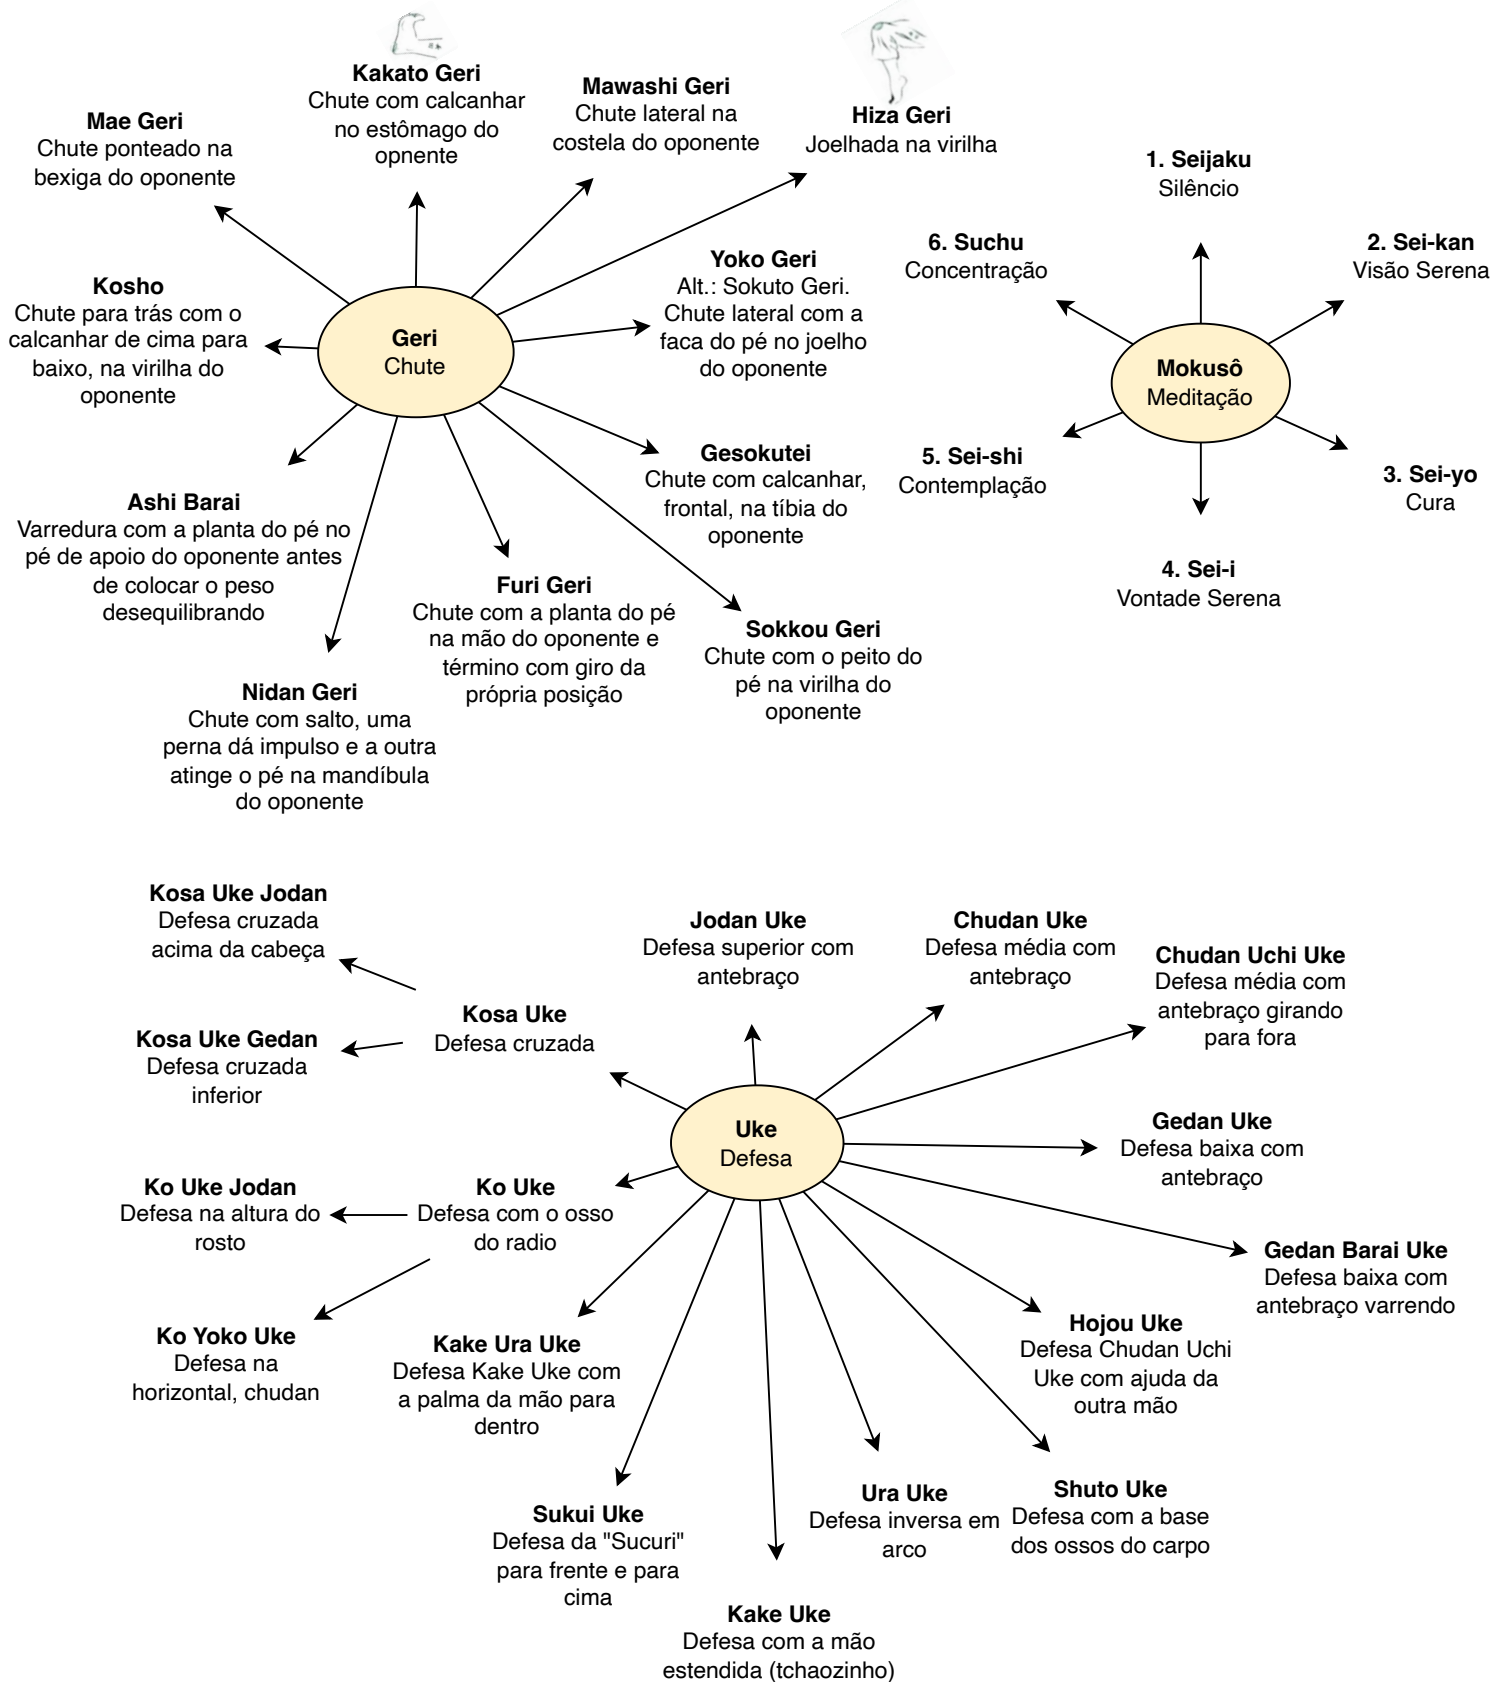 Kakato Geri
Chute com calcanhar
no estômago do
opnente
Mawashi Geri
Chute lateral na
costela do oponente
Hiza Geri
Joelhada na virilha
Mae Geri
Chute ponteado na
bexiga do oponente
Kosho
Chute para trás com o
calcanhar de cima para
baixo, na virilha do
oponente
Geri
Chute
Yoko Geri
Alt.: Sokuto Geri.
Chute lateral com a
faca do pé no joelho
do oponente
Gesokutei
Chute com calcanhar,
frontal, na tíbia do
oponente
Ashi Barai
Varredura com a planta do pé no
pé de apoio do oponente antes
de colocar o peso
desequilibrando
Furi Geri
Chute com a planta do pé
na mão do oponente e
término com giro da
própria posição
Sokkou Geri
Chute com o peito do
pé na virilha do
oponente
Nidan Geri
Chute com salto, uma
perna dá impulso e a outra
atinge o pé na mandíbula
do oponente
1. Seijaku
Silêncio
6. Suchu
Concentração
2. Sei-kan
Visão Serena
Mokusô
Meditação
5. Sei-shi
Contemplação
3. Sei-yo
Cura
4. Sei-i
Vontade Serena
Kosa Uke Jodan
Defesa cruzada
acima da cabeça
Kosa Uke
Defesa cruzada
Kosa Uke Gedan
Defesa cruzada
inferior
Jodan Uke
Defesa superior com
antebraço
Chudan Uke
Defesa média com
antebraço
Chudan Uchi Uke
Defesa média com
antebraço girando
para fora
Uke
Defesa
Gedan Uke
Defesa baixa com
antebraço
Ko Uke Jodan
Defesa na altura do
rosto
Ko Uke
Defesa com o osso
do radio
Gedan Barai Uke
Defesa baixa com
antebraço varrendo
Ko Yoko Uke
Defesa na
horizontal, chudan
Kake Ura Uke
Defesa Kake Uke com
a palma da mão para
dentro
Hojou Uke
Defesa Chudan Uchi
Uke com ajuda da
outra mão
Sukui Uke
Defesa da "Sucuri"
para frente e para
cima
Ura Uke
Defesa inversa em
arco
Shuto Uke
Defesa com a base
dos ossos do carpo
Kake Uke
Defesa com a mão
estendida (tchaozinho)